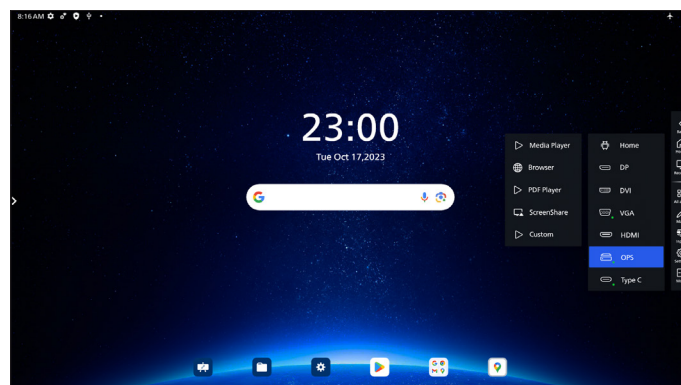 8:16 AM
23:00
Tue Oct 17,2023
Media Player
Browser
PDF Player
ScreenShare
Custom
Home
DP
DVI
VGA
HDMI
OPS
Type C